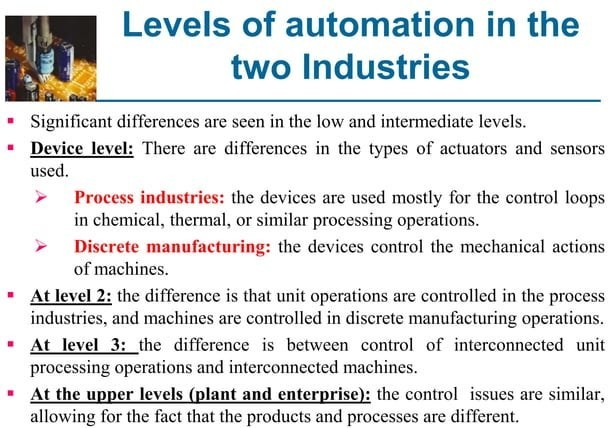 Levels of automation in the
two Industries
Significant differences are seen in the low and intermediate levels.
Device level: There are differences in the types of actuators and sensors
used.
Process industries: the devices are used mostly for the control loops
in chemical, thermal, or similar processing operations.
Discrete manufacturing: the devices control the mechanical actions
of machines.
At level 2: the difference is that unit operations are controlled in the process
industries, and machines are controlled in discrete manufacturing operations.
At level 3: the difference is between control of interconnected unit
processing operations and interconnected machines.
At the upper levels (plant and enterprise): the control issues are similar,
allowing for the fact that the products and processes are different.